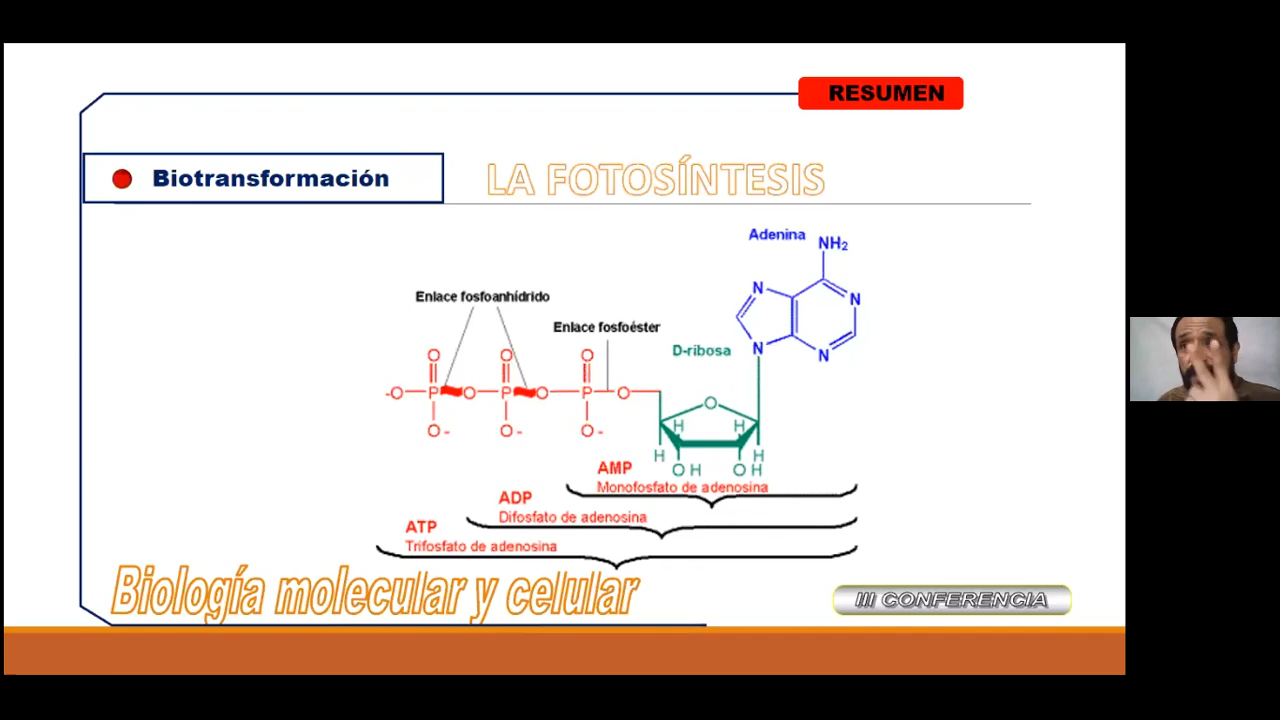 RESUMEN
Biotransformación
LA FOTOSÍNTESIS
Adenina
NH2
Enlace fosfoanhídrido
Enlace fosfoéster
D-ribosa
N
N
N
N
O
O
O
-O
P
O
P
O
P
O
O
O-
O-
O-
H
H
H
H
OH
OH
AMP
Monofosfato de adenosina
ADP
Difosfato de adenosina
ATP
Trifosfato de adenosina
Biología molecular y celular
III CONFERENCIA